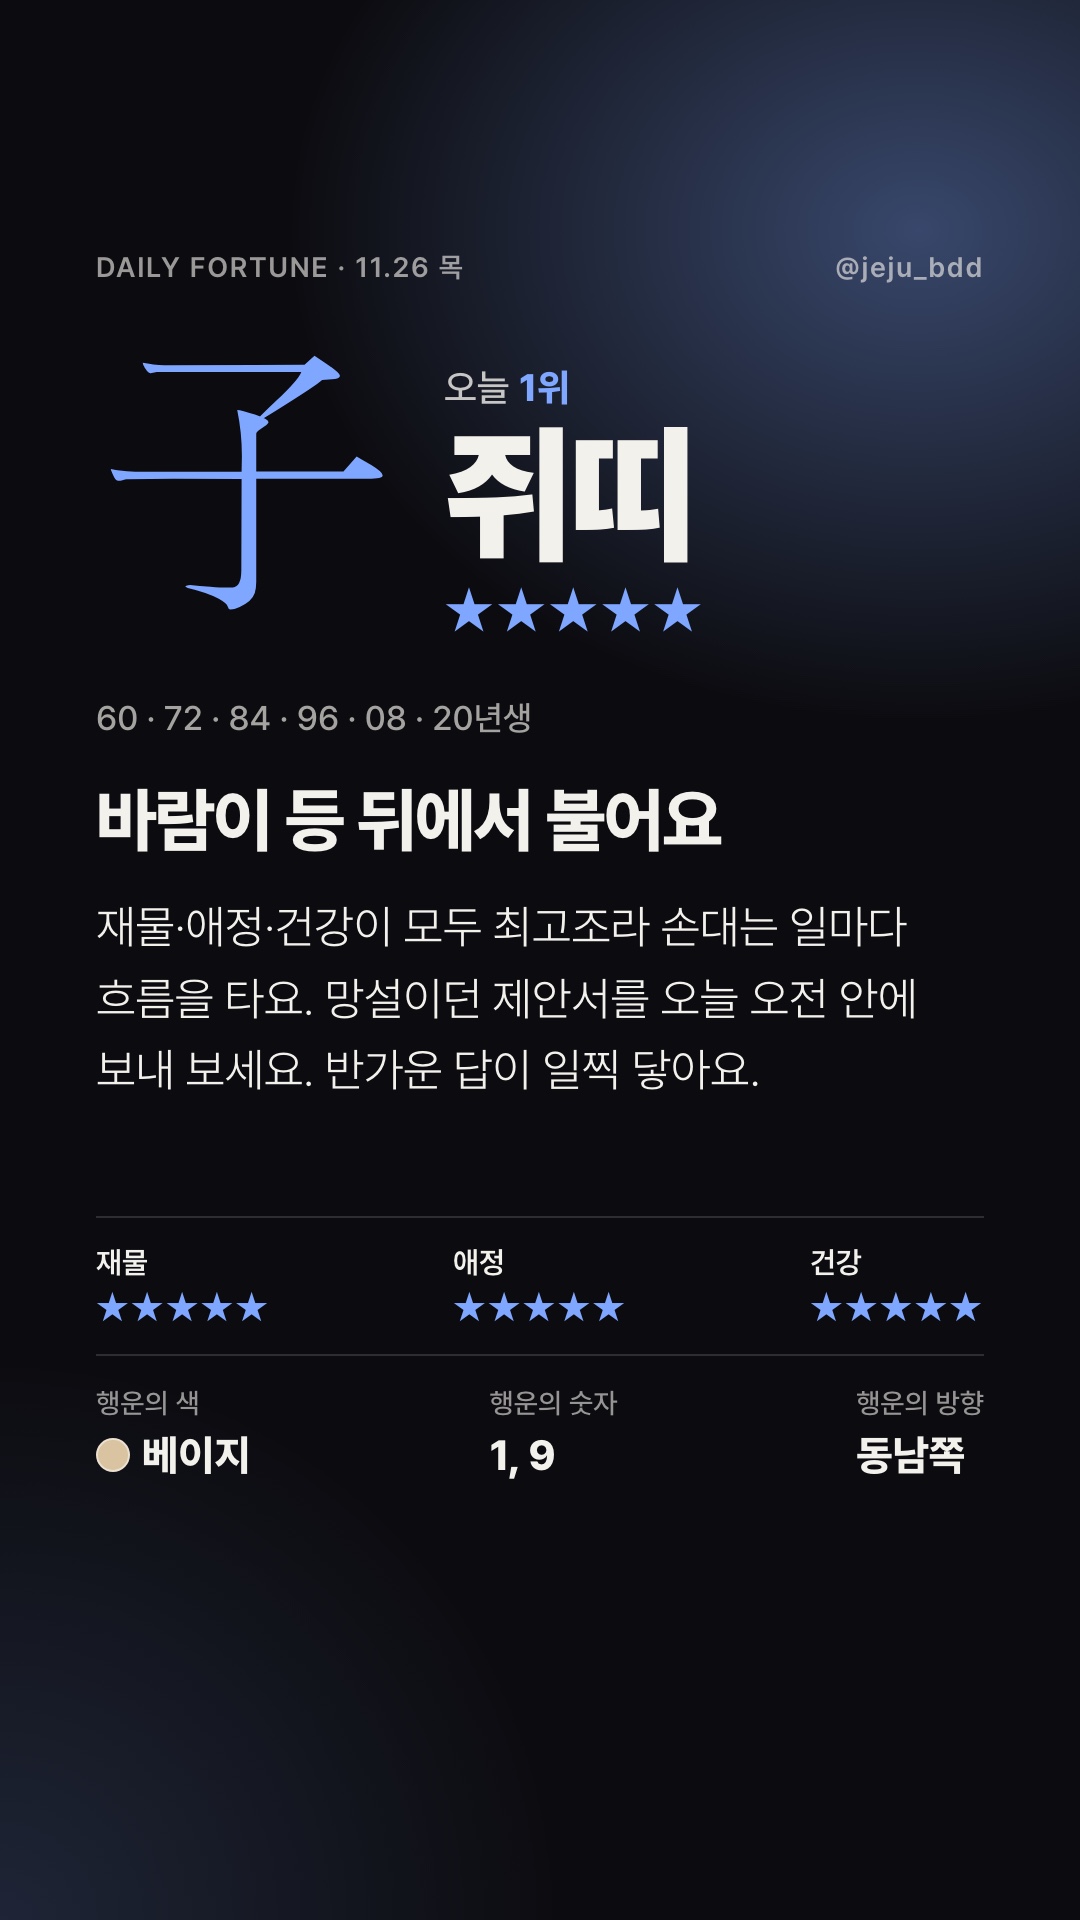 DAILY FORTUNE · 11.26 목
@jeju_bdd
子
오늘 1위
쥐띠
★★★★★
60 · 72 · 84 · 96 · 08 · 20년생
바람이 등 뒤에서 불어요
재물·애정·건강이 모두 최고조라 손대는 일마다
흐름을 타요. 망설이던 제안서를 오늘 오전 안에
보내 보세요. 반가운 답이 일찍 닿아요.
재물
★★★★★
애정
★★★★★
건강
★★★★★
행운의 색
베이지
행운의 숫자
1, 9
행운의 방향
동남쪽